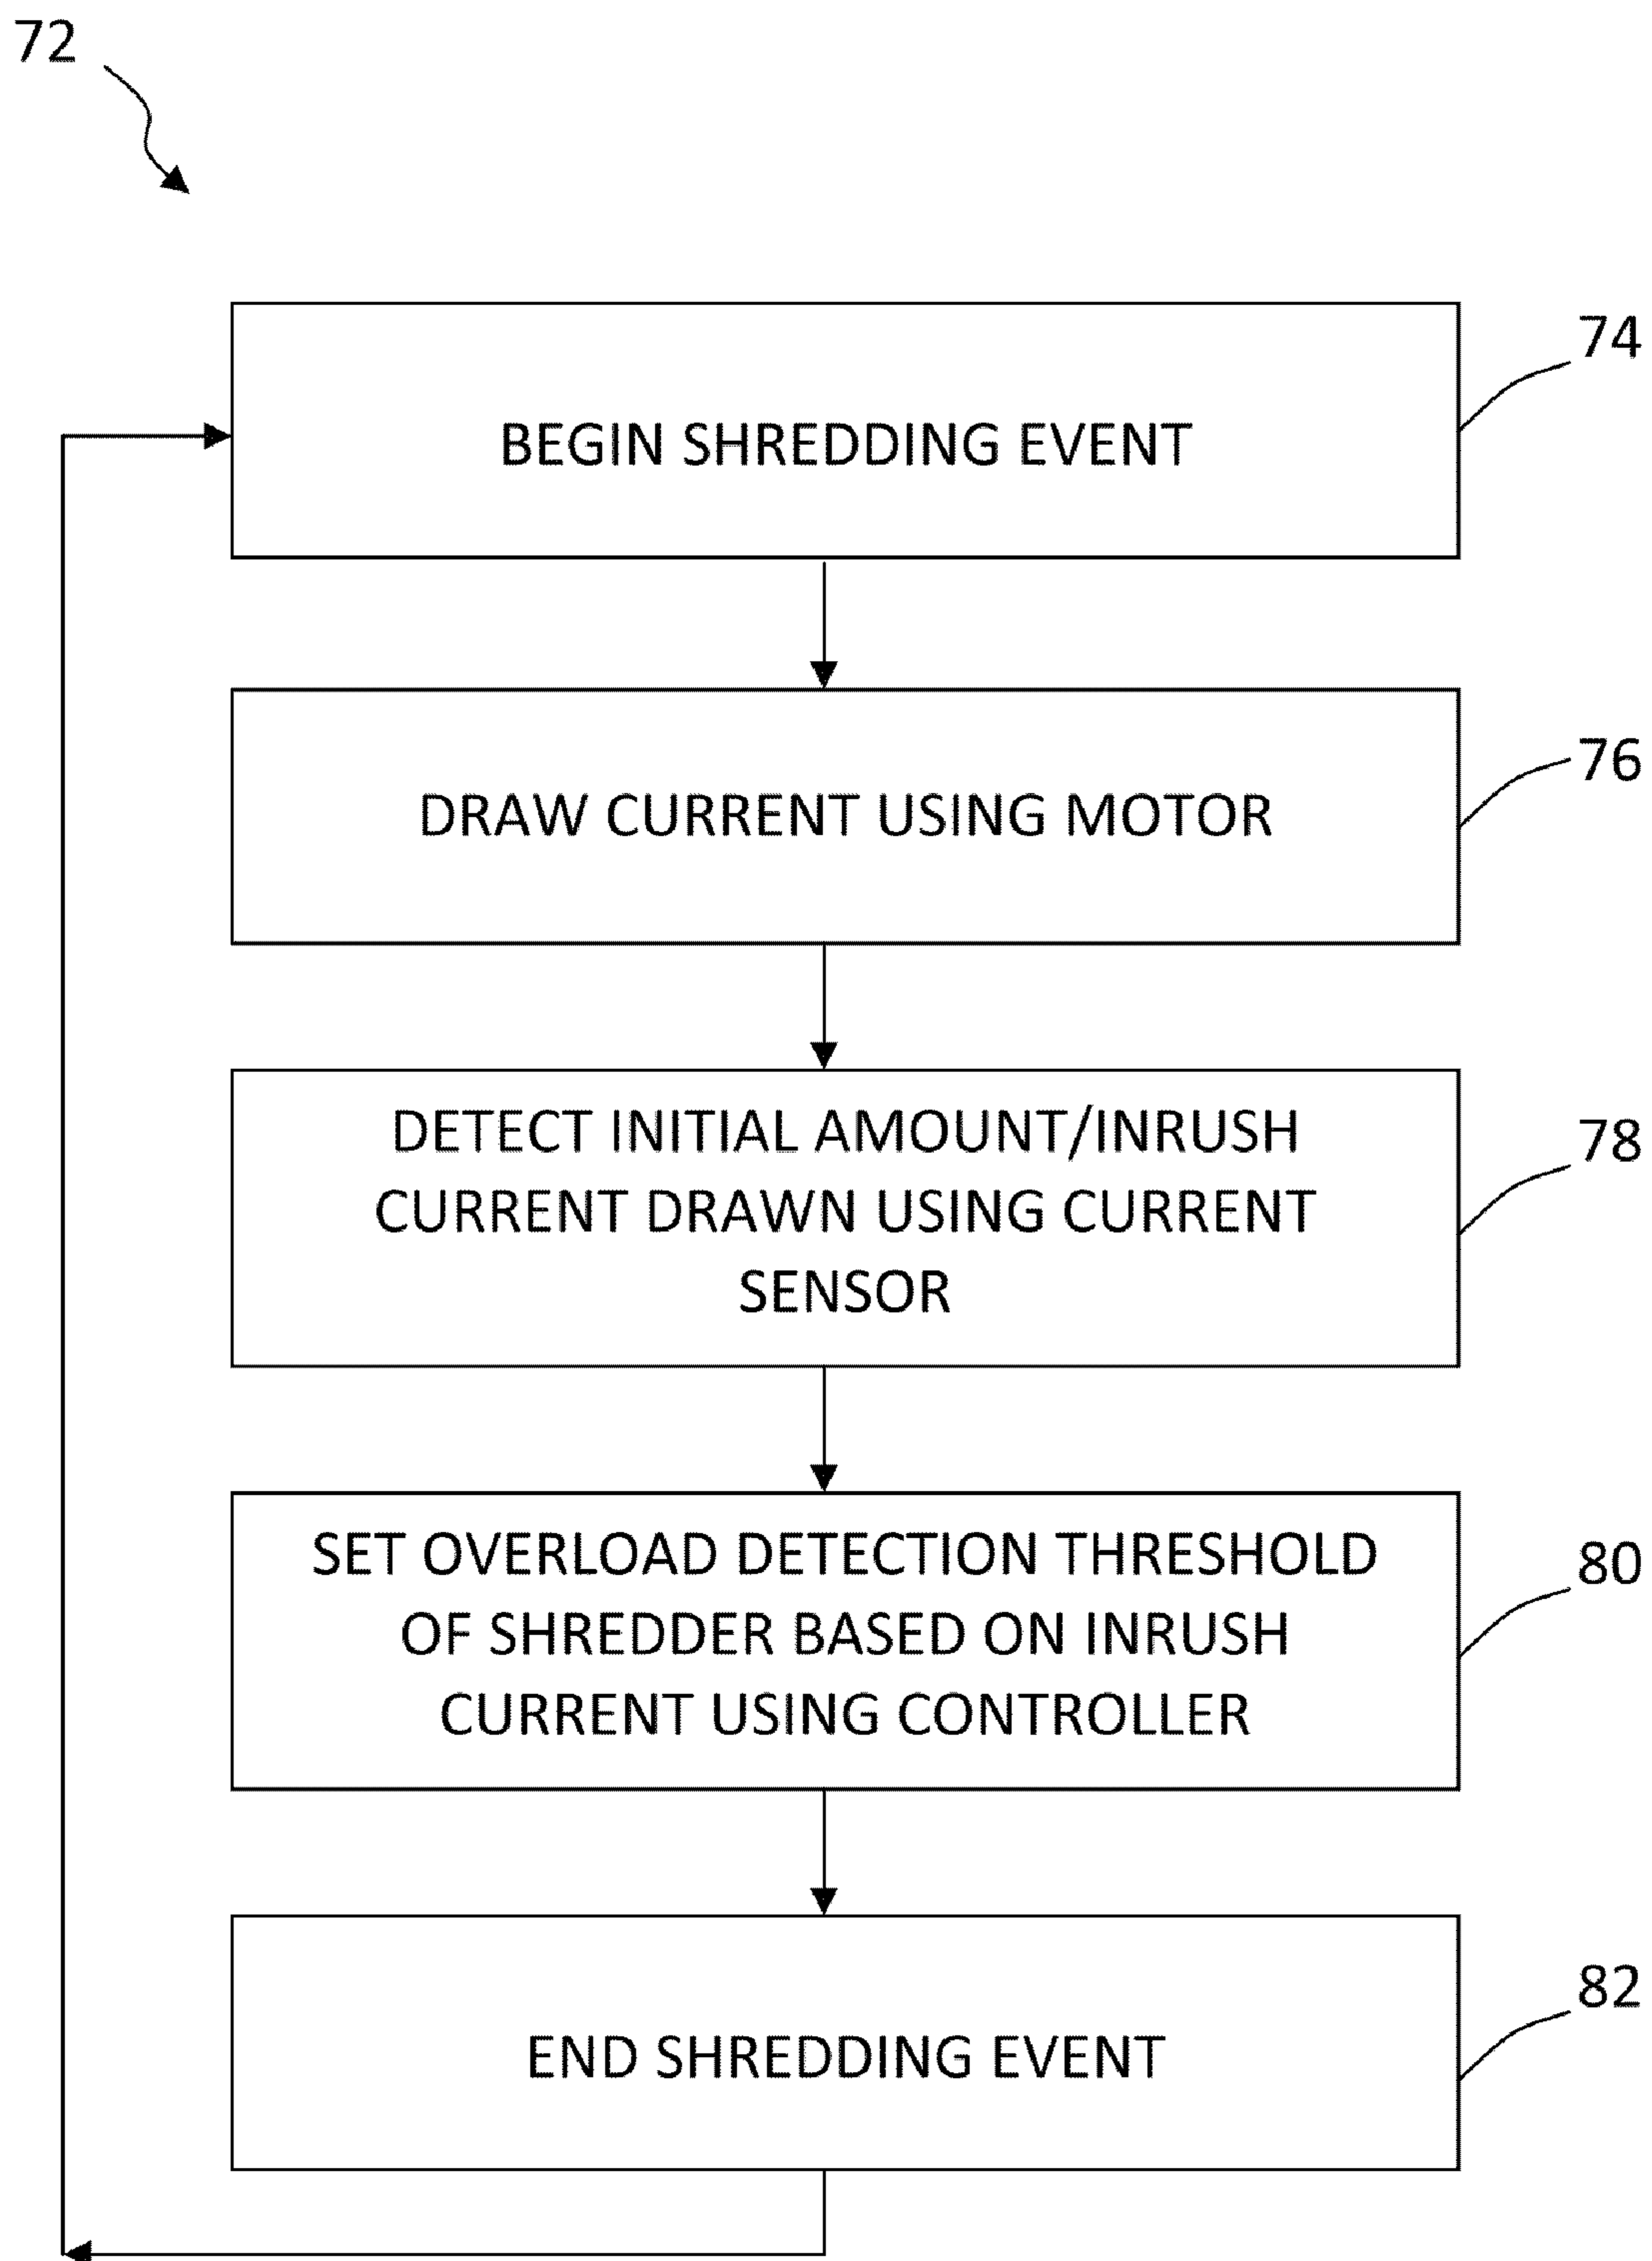 72
74
BEGIN SHREDDING EVENT
76
DRAW CURRENT USING MOTOR
78
DETECT INITIAL AMOUNT/INRUSH
CURRENT DRAWN USING CURRENT
SENSOR
80
SET OVERLOAD DETECTION THRESHOLD
OF SHREDDER BASED ON INRUSH
CURRENT USING CONTROLLER
82
END SHREDDING EVENT